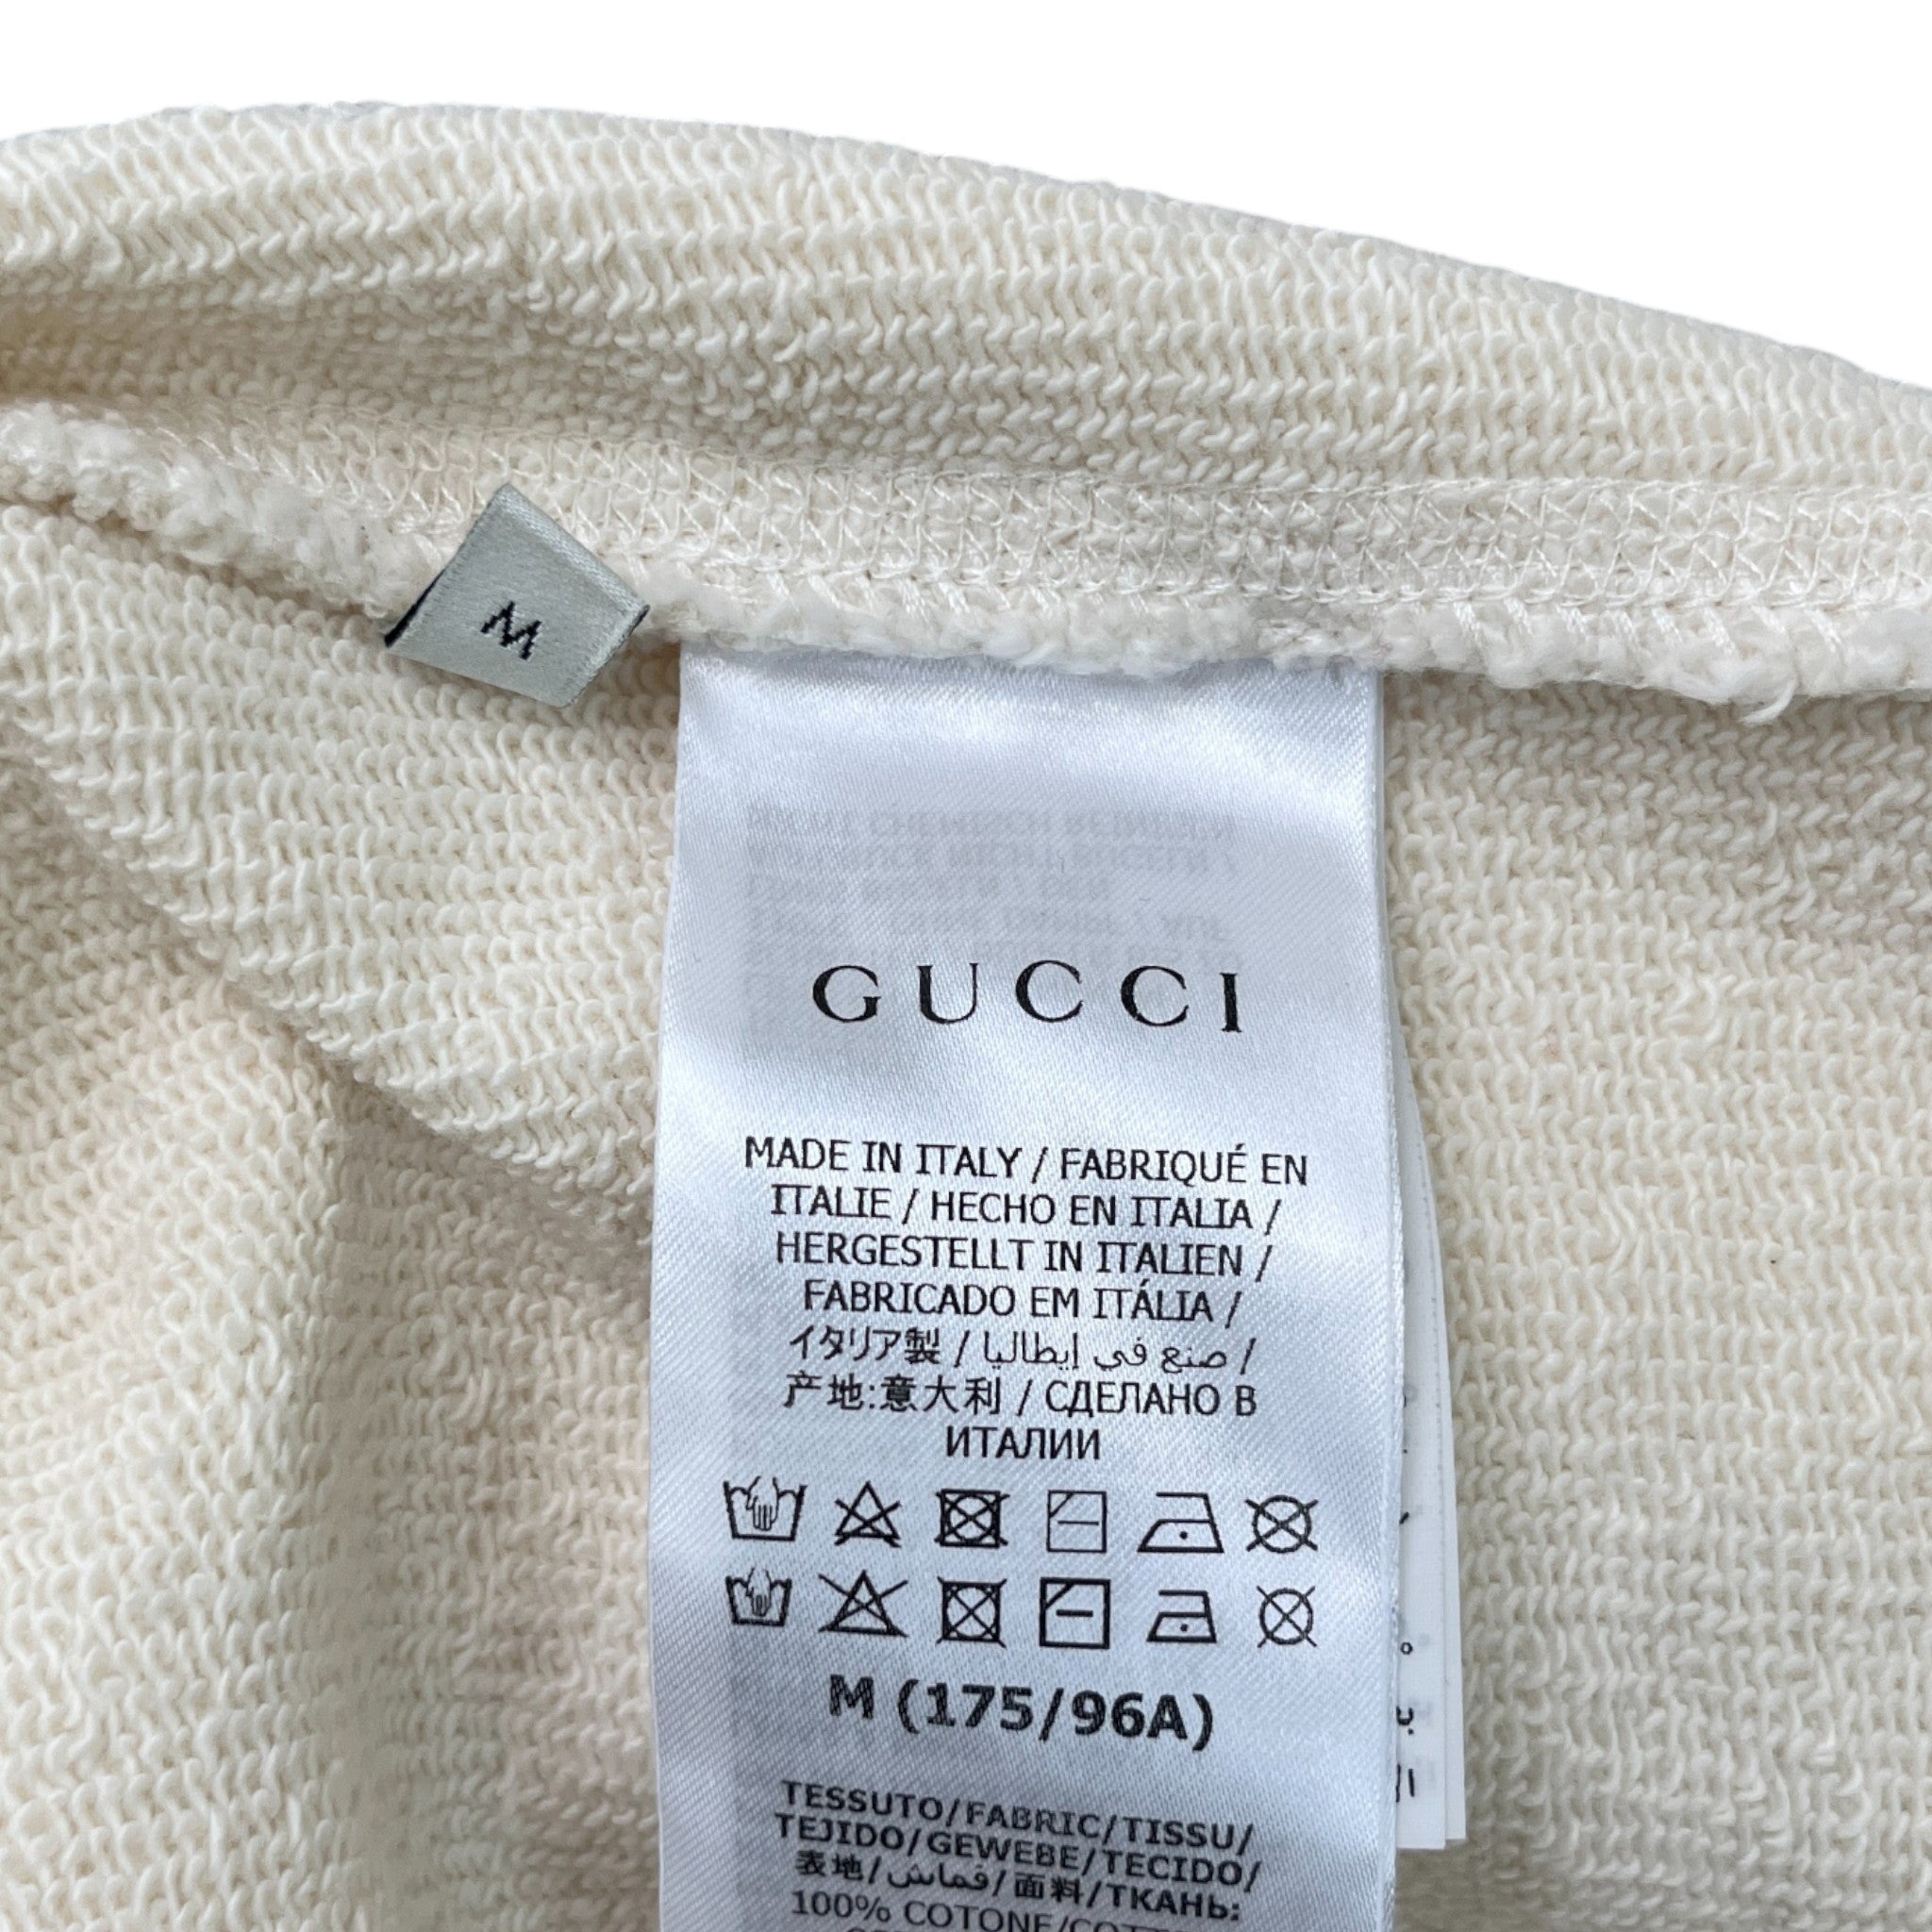 M
GUCCI
MADE IN ITALY / FABRIQUÉ EN
ITALIE / HECHO EN ITALIA /
HERGESTELLT IN ITALIEN /
FABRICADO EM ITÁLIA /
イタリア製 / صنع في إيطاليا /
产地:意大利 / СДЕЛАНО В
ИТАЛИИ
M (175/96A)
TESSUTO/FABRIC/TISSU/
TEJIDO/GEWEBE/TECIDO/
表地/قماش/面料/ТКАНЬ:
100% COTONE/